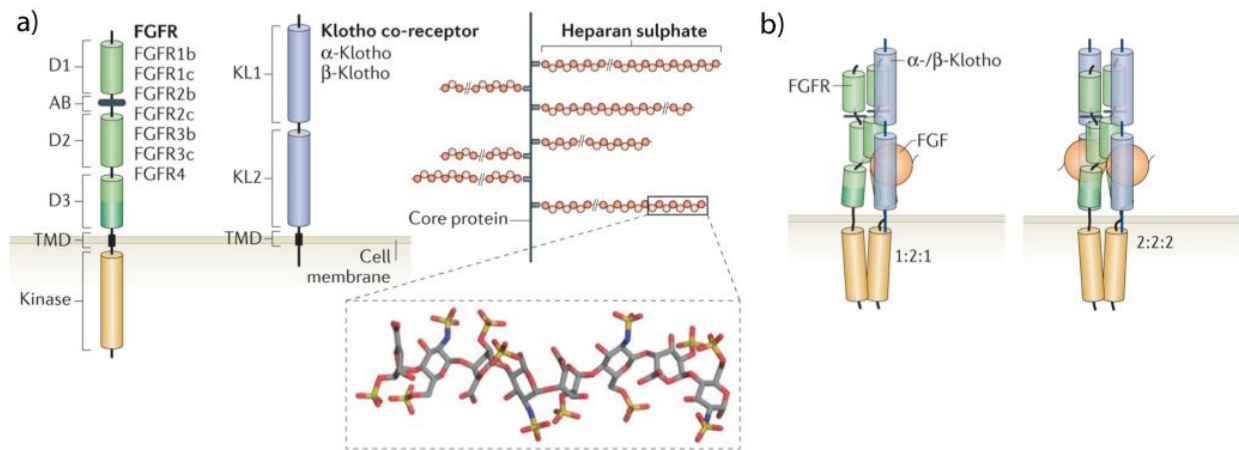 a)
FGFR
FGFR1b
FGFR1c
FGFR2b
FGFR2c
FGFR3b
FGFR3c
FGFR4
D1
AB
D2
D3
TMD
Kinase
Klotho co-receptor
α-Klotho
β-Klotho
KL1
KL2
TMD
Cell
membrane
Heparan sulphate
Core protein
b)
FGFR
α-/β-Klotho
FGF
1:2:1
2:2:2